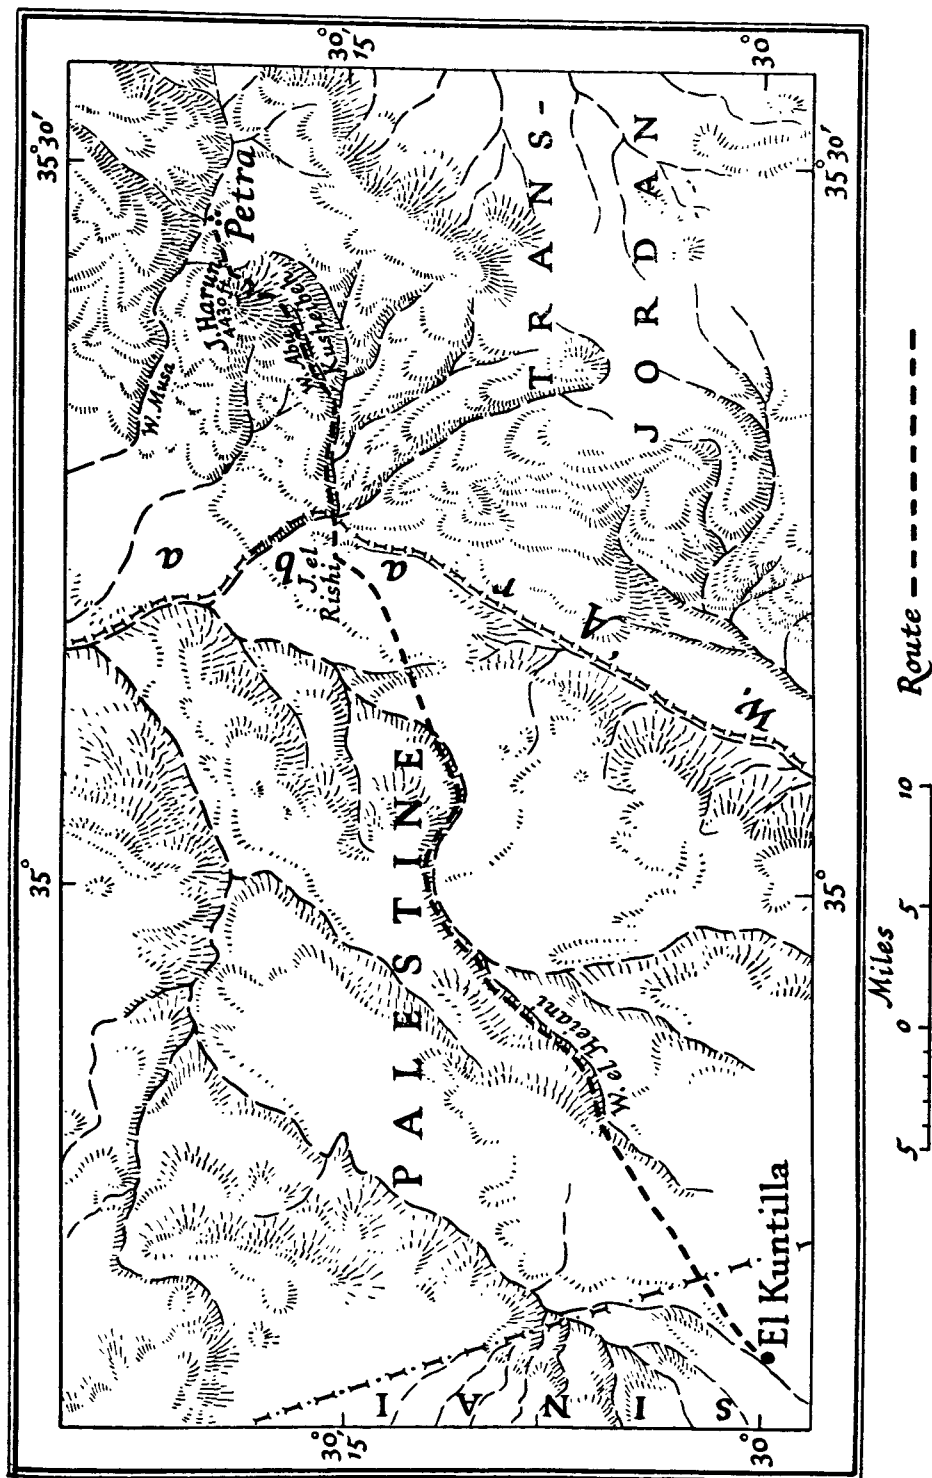 35°30'
35°
30°
15'
30°
15'
30°
30°
35°30'
35°
W. Musa
J. Harun
4430 ft.
Petra
W. Abu
Kusheibeh
J. el
Rishi
W. 'Araba
TRANS-
JORDAN
PALESTINE
W. el Heiani
SINAI
El Kuntilla
Miles
5 0 5 10
Route